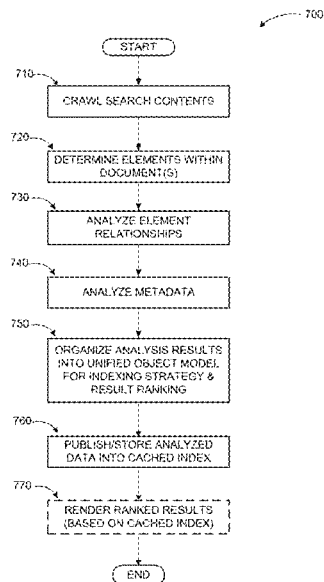 700
START
710
CRAWL SEARCH CONTENTS
720
DETERMINE ELEMENTS WITHIN
DOCUMENT(S)
730
ANALYZE ELEMENT
RELATIONSHIPS
740
ANALYZE METADATA
750
ORGANIZE ANALYSIS RESULTS
INTO UNIFIED OBJECT MODEL
FOR INDEXING STRATEGY &
RESULT RANKING
760
PUBLISH/STORE ANALYZED
DATA INTO CACHED INDEX
770
RENDER RANKED RESULTS
(BASED ON CACHED INDEX)
END